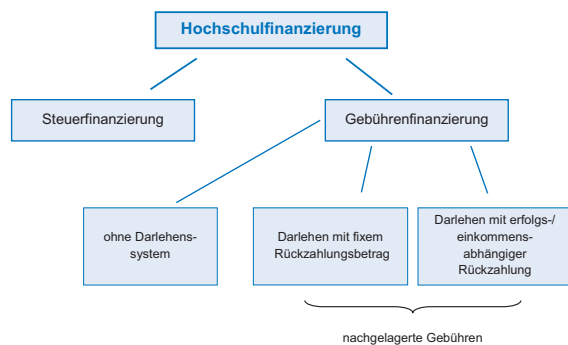 Hochschulfinanzierung
Steuerfinanzierung
Gebührenfinanzierung
ohne Darlehens-
system
Darlehen mit fixem
Rückzahlungsbetrag
Darlehen mit erfolgs-/
einkommens-
abhängiger
Rückzahlung
nachgelagerte Gebühren